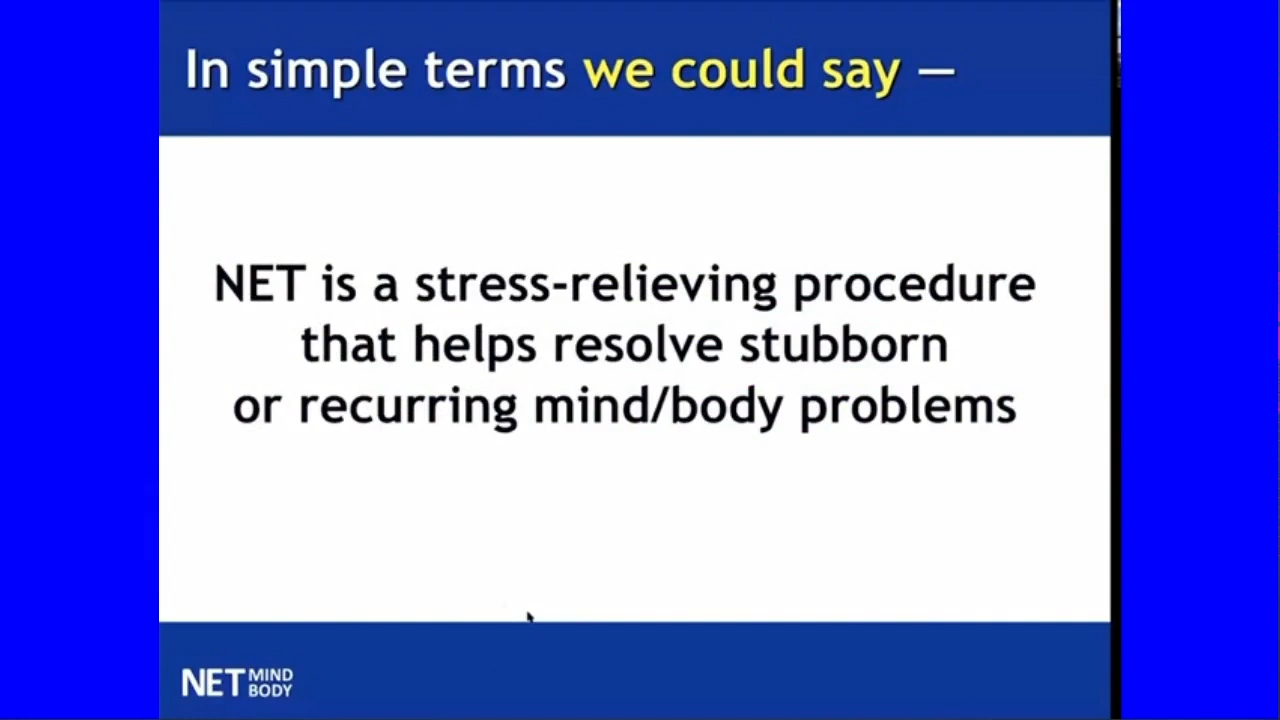 In simple terms we could say —
NET is a stress-relieving procedure
that helps resolve stubborn
or recurring mind/body problems
NET MIND
BODY